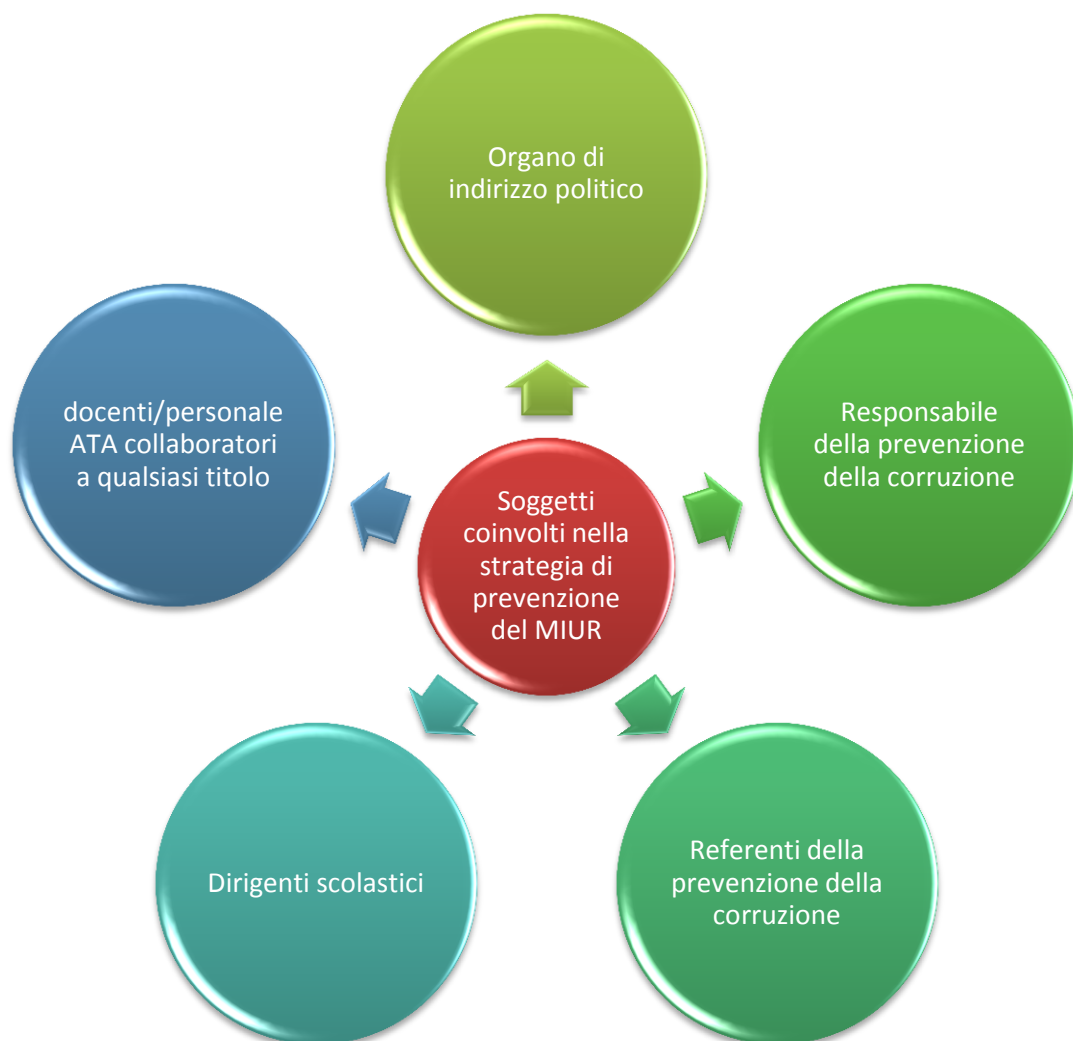 Organo di
indirizzo politico
docenti/personale
ATA collaboratori
a qualsiasi titolo
Responsabile
della prevenzione
della corruzione
Soggetti
coinvolti nella
strategia di
prevenzione
del MIUR
Dirigenti scolastici
Referenti della
prevenzione della
corruzione